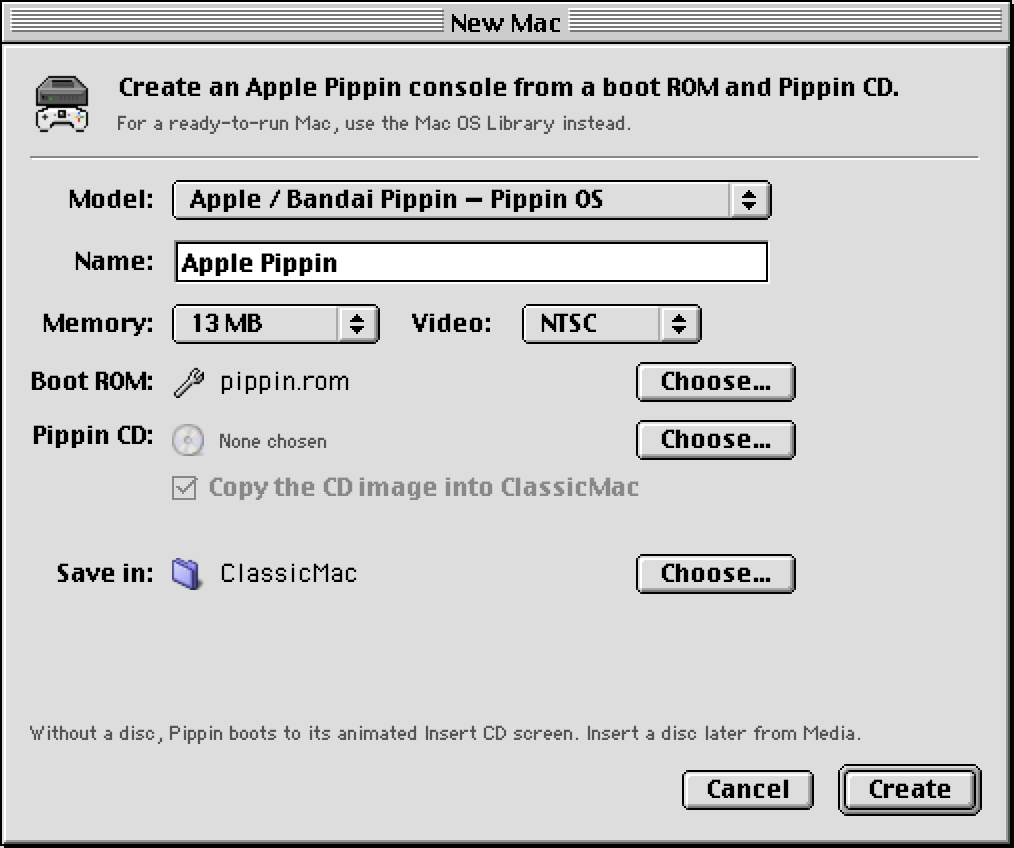 New Mac
Create an Apple Pippin console from a boot ROM and Pippin CD.
For a ready-to-run Mac, use the Mac OS Library instead.
Model: Apple / Bandai Pippin – Pippin OS
Name: Apple Pippin
Memory: 13 MB Video: NTSC
Boot ROM: pippin.rom Choose...
Pippin CD: None chosen Choose...
Copy the CD image into ClassicMac
Save in: ClassicMac Choose...
Without a disc, Pippin boots to its animated Insert CD screen. Insert a disc later from Media.
Cancel Create